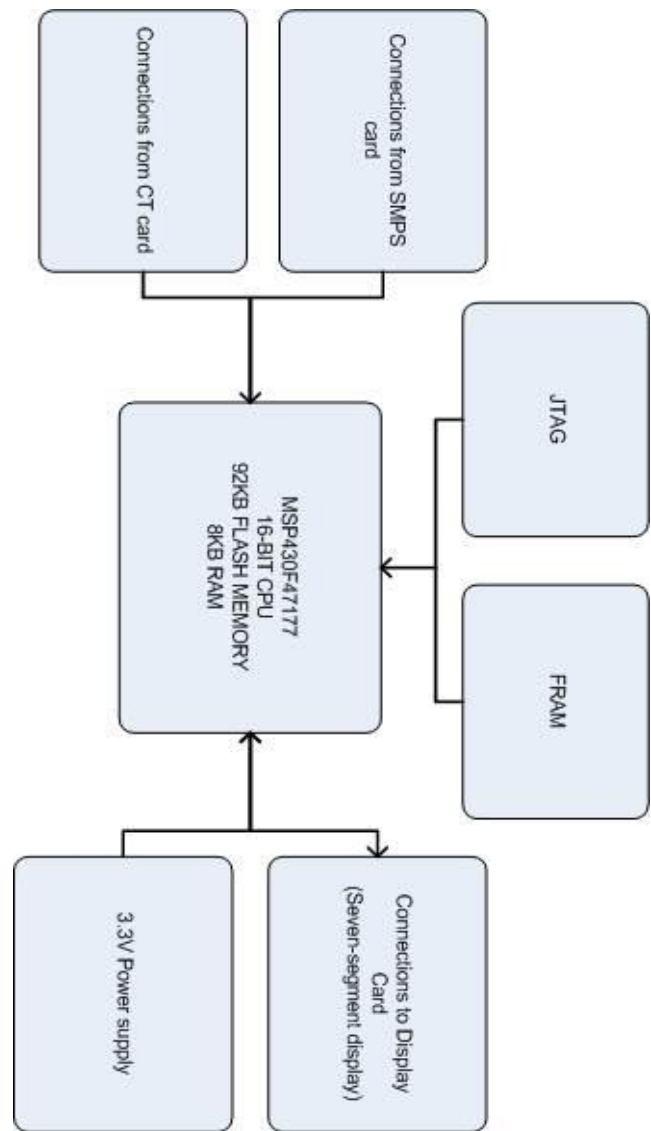 JTAG
FRAM
Connections from SMPS
card
Connections to Display
Card
(Seven-segment display)
MSP430F47177
16-BIT CPU
92KB FLASH MEMORY
8KB RAM
Connections from CT card
3.3V Power supply